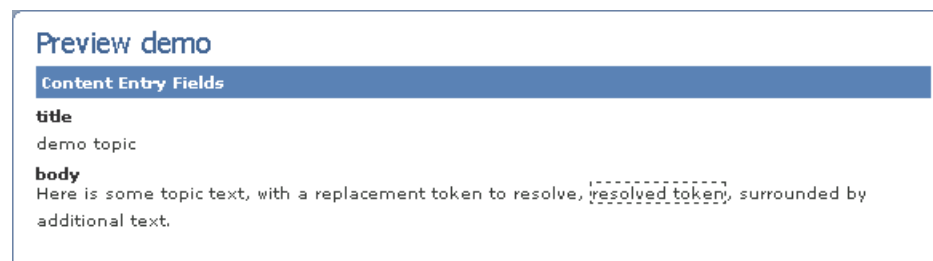 Preview demo
Content Entry Fields
title
demo topic
body
Here is some topic text, with a replacement token to resolve, resolved token, surrounded by
additional text.